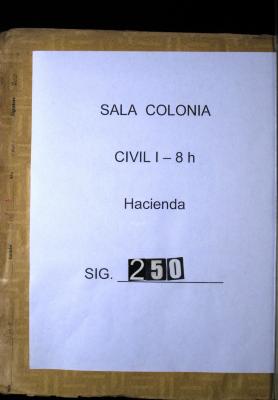 SALA COLONIA
CIVIL I – 8 h
Hacienda
SIG. 250